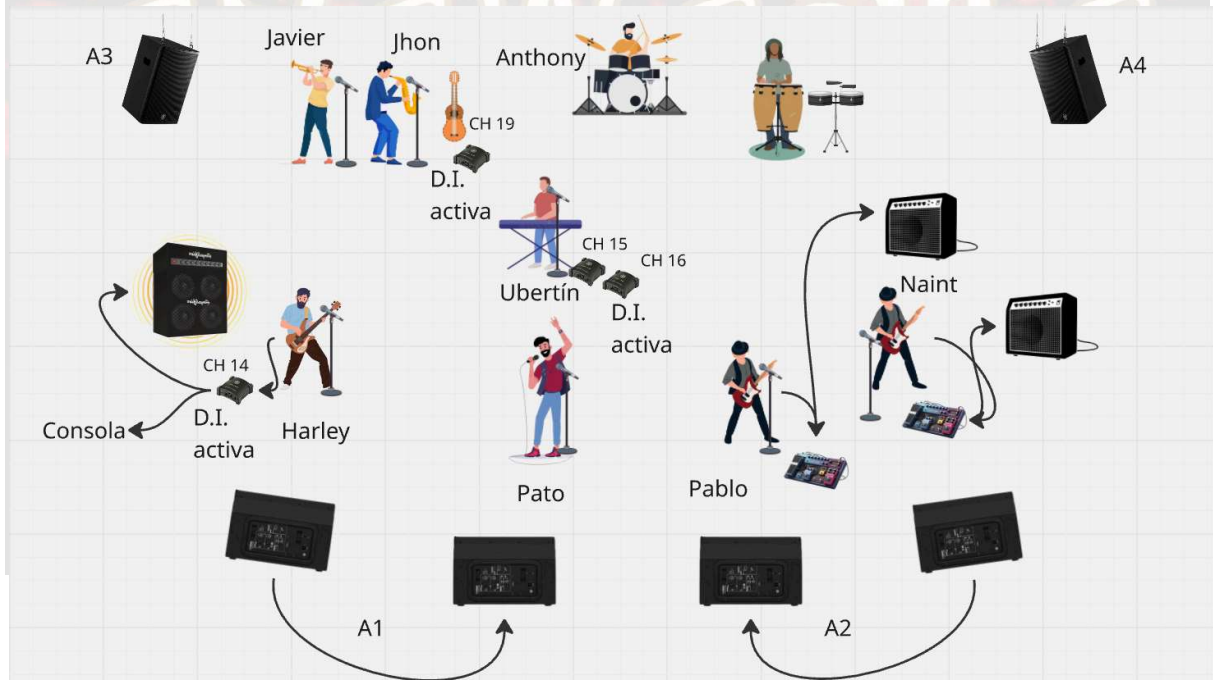 A3
Javier
Jhon
Anthony
A4
CH 19
D.I.
activa
CH 15
CH 16
Ubertín
D.I.
activa
Naint
CH 14
Consola
D.I.
activa
Harley
Pato
Pablo
A1
A2